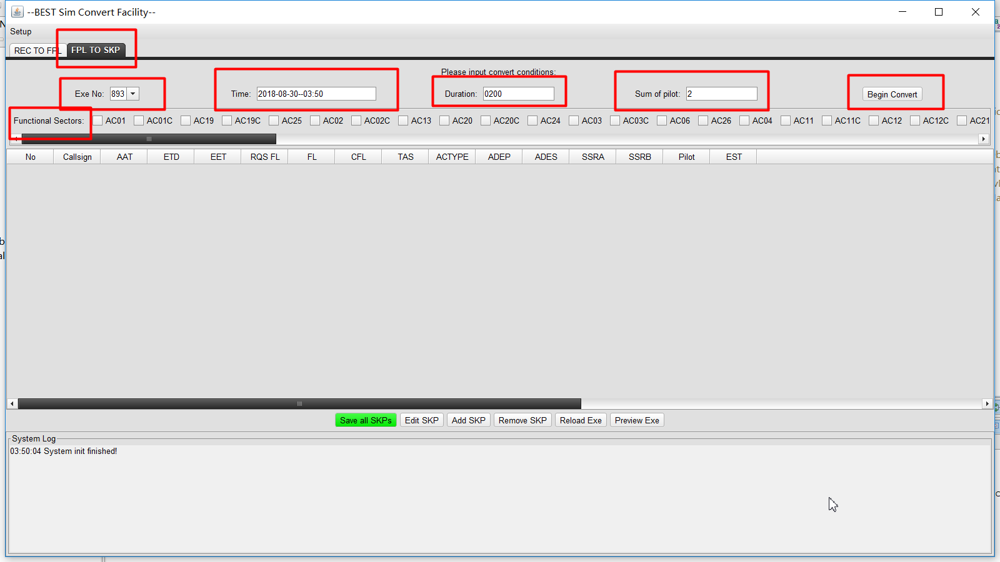 --BEST Sim Convert Facility--
Setup
REC TO FPL FPL TO SKP
Please input convert conditions:
Exe No: 893 Time: 2018-08-30--03:50 Duration: 0200 Sum of pilot: 2 Begin Convert
Functional Sectors: AC01 AC01C AC19 AC19C AC25 AC02 AC02C AC13 AC20 AC20C AC24 AC03 AC03C AC06 AC26 AC04 AC11 AC11C AC12 AC12C AC21
No Callsign AAT ETD EET RQS FL FL CFL TAS ACTYPE ADEP ADES SSRA SSRB Pilot EST
Save all SKPs Edit SKP Add SKP Remove SKP Reload Exe Preview Exe
System Log
03:50:04 System init finished!